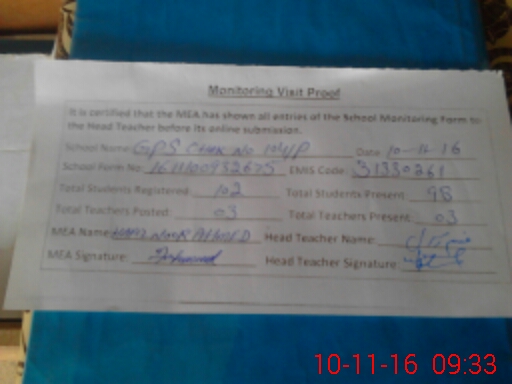 Monitoring Visit Proof
It is certified that the MEA has shown all entries of the School Monitoring Form to
the Head Teacher before its online submission.
School Name: GPS Chak No Date 10-11-16
School Form No: EMIS Code: 31330261
Total Students Registered: 102 Total Students Present: 98
Total Teachers Posted: 03 Total Teachers Present: 03
MEA Name: Head Teacher Name:
MEA Signature: Head Teacher Signature:
10-11-16 09:33